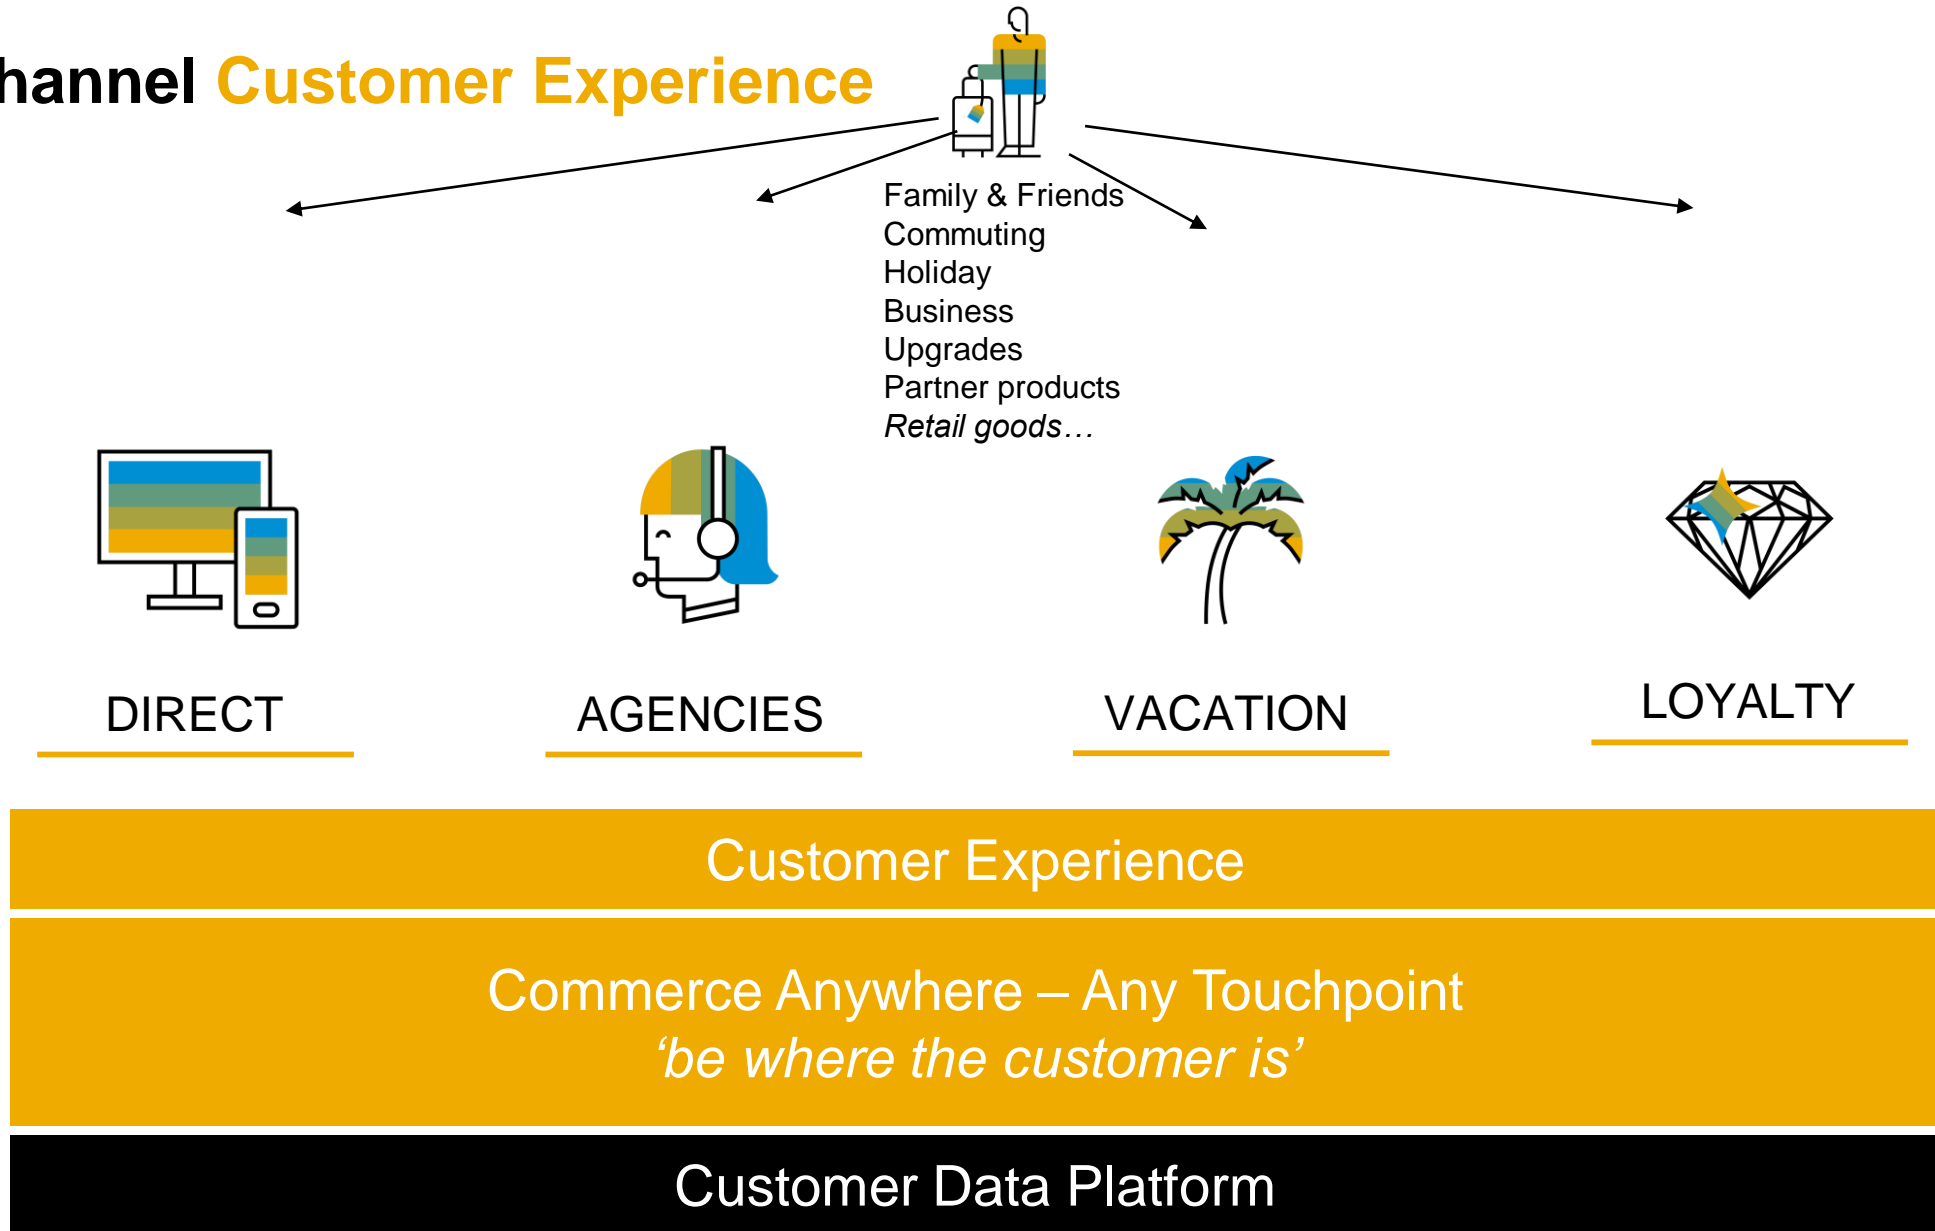 hannel Customer Experience
Family & Friends
Commuting
Holiday
Business
Upgrades
Partner products
Retail goods…
DIRECT
AGENCIES
VACATION
LOYALTY
Customer Experience
Commerce Anywhere – Any Touchpoint
‘be where the customer is’
Customer Data Platform